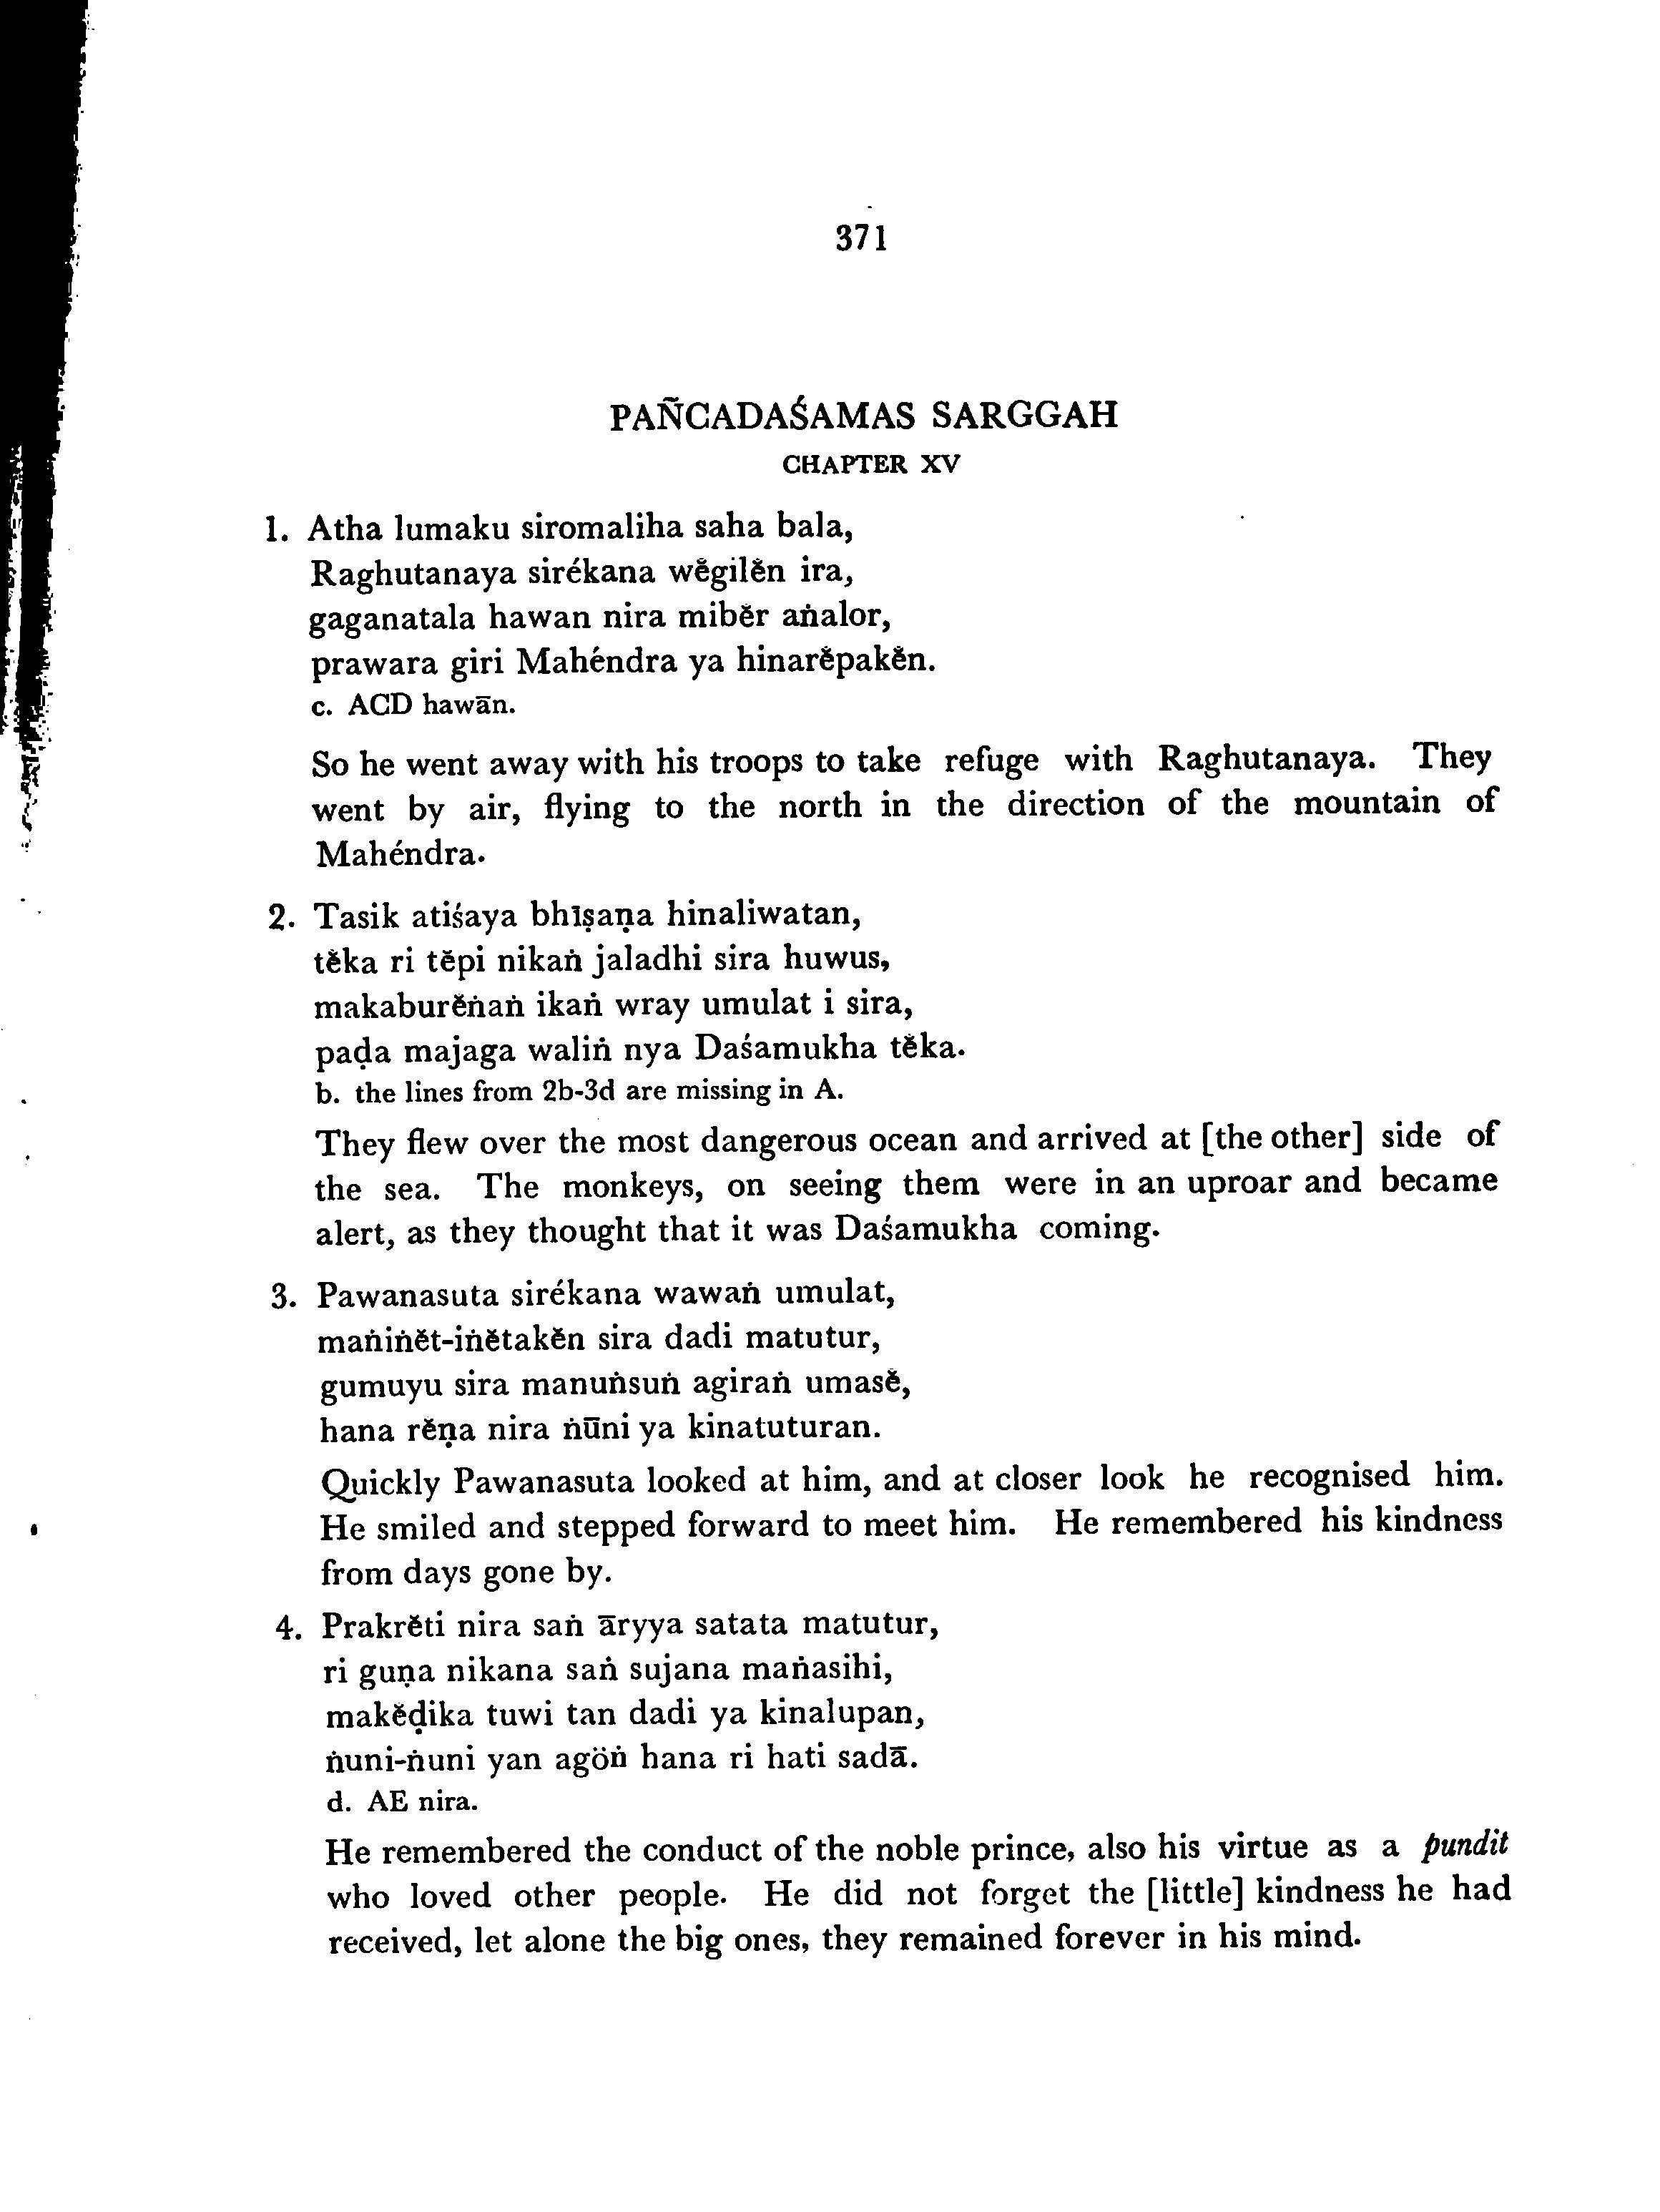 371
PAÑCADAŚAMAS SARGGAH
CHAPTER XV
1. Atha lumaku siromaliha saha bala,
Raghutanaya sirékana wĕgilĕn ira,
gaganatala hawan nira mibĕr aṅalor,
prawara giri Mahéndra ya hinarĕpakĕn.
c. ACD hawān.
So he went away with his troops to take refuge with Raghutanaya. They
went by air, flying to the north in the direction of the mountain of
Mahéndra.
2. Tasik atiśaya bhīṣaṇa hinaliwatan,
tĕka ri tĕpi nikaṅ jaladhi sira huwus,
makaburĕṅaṅ ikaṅ wray umulat i sira,
paḍa majaga waliṅ nya Daśamukha tĕka.
b. the lines from 2b-3d are missing in A.
They flew over the most dangerous ocean and arrived at [the other] side of
the sea. The monkeys, on seeing them were in an uproar and became
alert, as they thought that it was Daśamukha coming.
3. Pawanasuta sirékana wawaṅ umulat,
maṅiṅĕt-iṅĕtakĕn sira dadi matutur,
gumuyu sira manuṅsuṅ agiraṅ umasĕ,
hana rĕṇa nira ṅūni ya kinatuturan.
Quickly Pawanasuta looked at him, and at closer look he recognised him.
He smiled and stepped forward to meet him. He remembered his kindness
from days gone by.
4. Prakrĕti nira saṅ āryya satata matutur,
ri guṇa nikana saṅ sujana maṅasihi,
makĕḍika tuwi tan dadi ya kinalupan,
ṅuni-ṅuni yan agöṅ hana ri hati sadā.
d. AE nira.
He remembered the conduct of the noble prince, also his virtue as a pundit
who loved other people. He did not forget the [little] kindness he had
received, let alone the big ones, they remained forever in his mind.